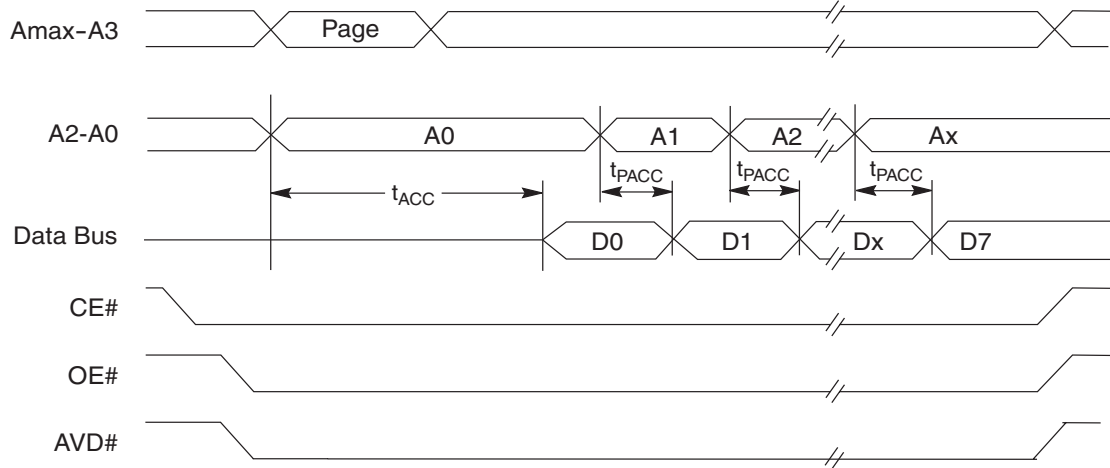 Amax-A3 Page
A2-A0 A0 A1 A2 Ax
tACC tPACC tPACC tPACC
Data Bus D0 D1 Dx D7
CE#
OE#
AVD#